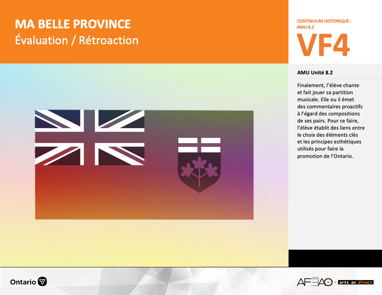 MA BELLE PROVINCE
Évaluation / Rétroaction
CONTINUUM HISTORIQUE :
AMU 8.2
VF4
AMU Unité 8.2
Finalement, l'élève chante
et fait jouer sa partition
musicale. Elle ou il émet
des commentaires proactifs
à l'égard des compositions
de ses pairs. Pour ce faire,
l'élève établit des liens entre
le choix des éléments clés
et les principes esthétiques
utilisés pour faire la
promotion de l'Ontario.
Ontario
arts en direct